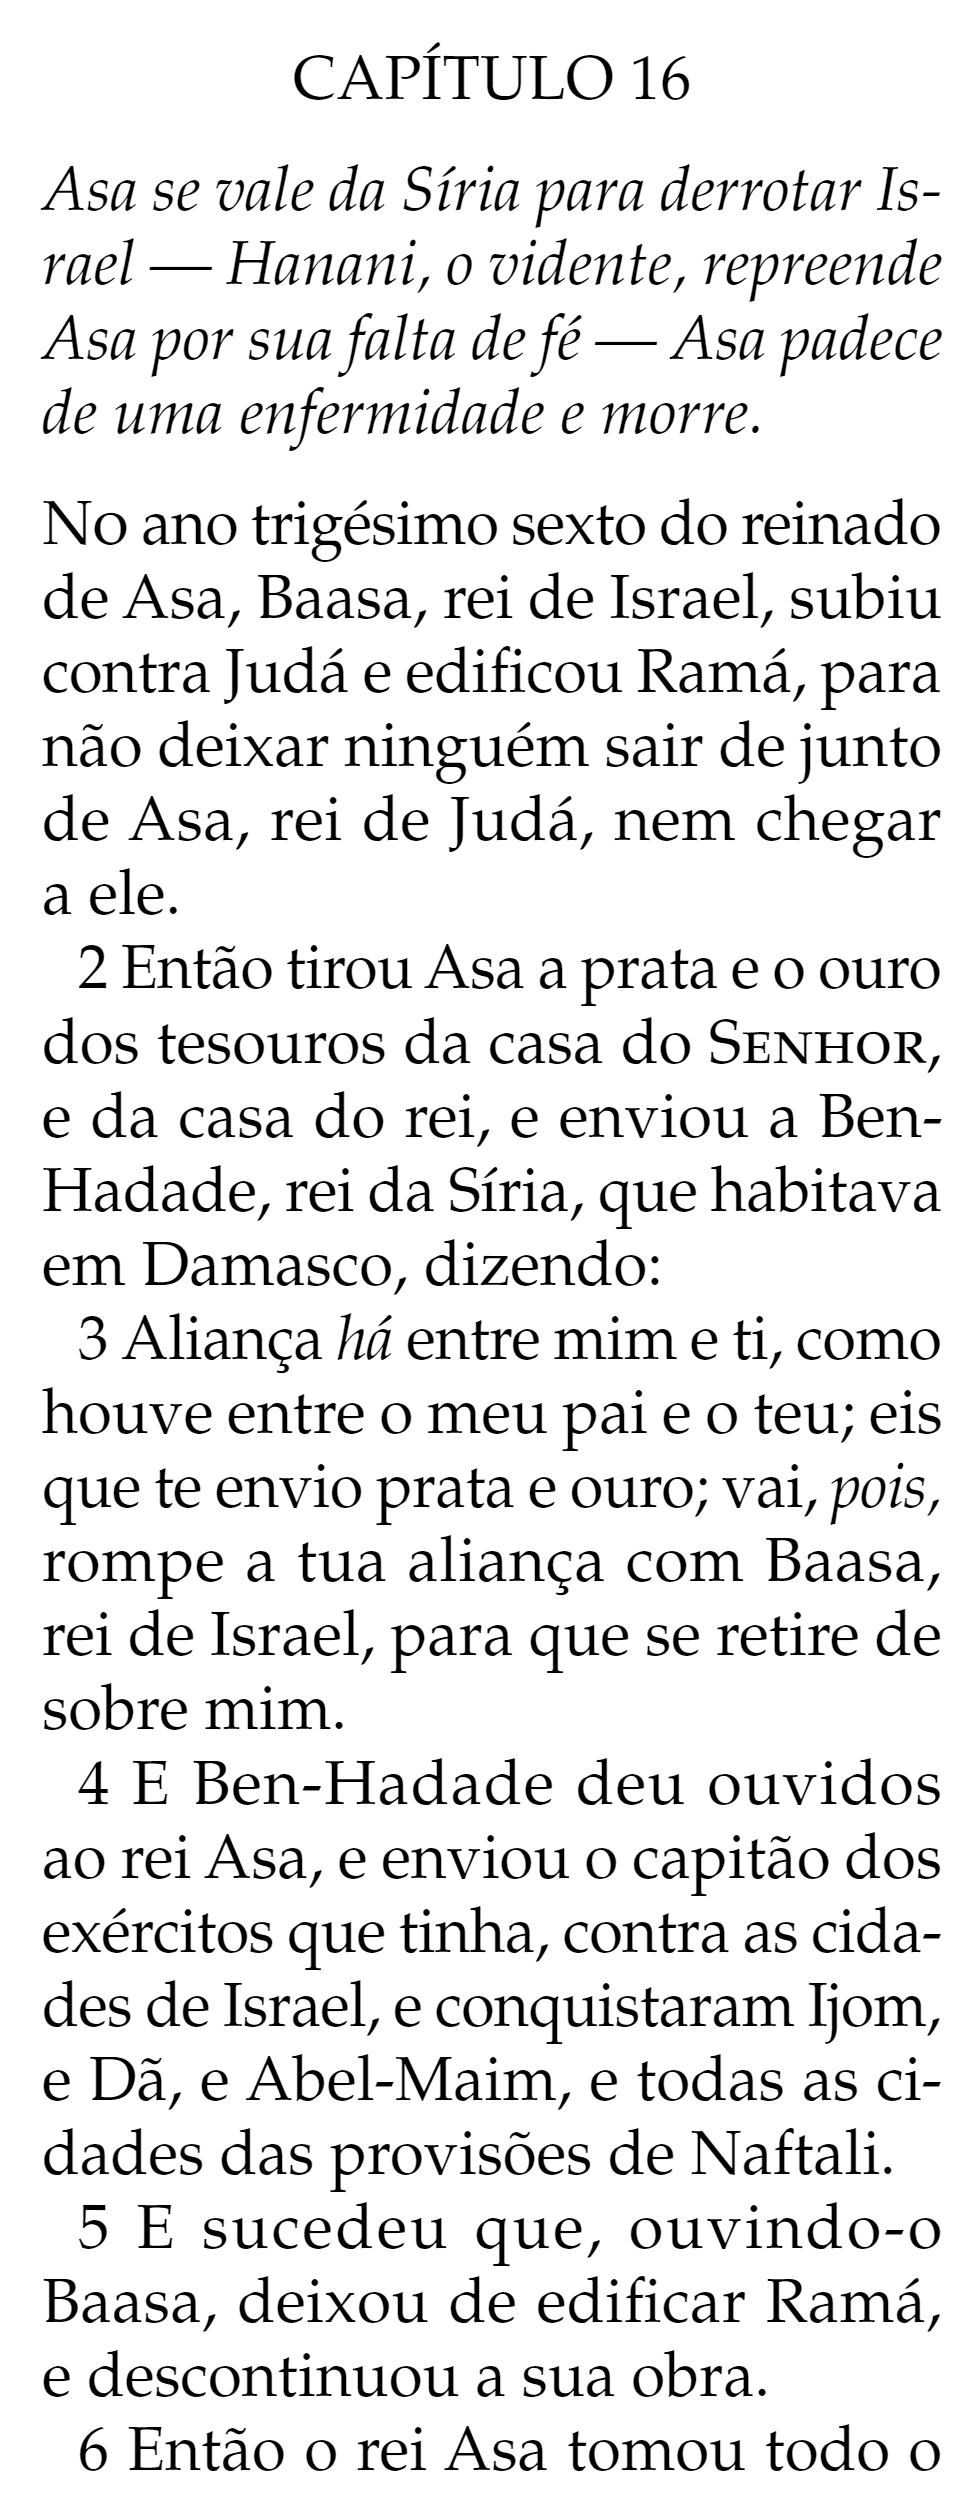 CAPÍTULO 16
Asa se vale da Síria para derrotar Is-
rael — Hanani, o vidente, repreende
Asa por sua falta de fé — Asa padece
de uma enfermidade e morre.
No ano trigésimo sexto do reinado
de Asa, Baasa, rei de Israel, subiu
contra Judá e edificou Ramá, para
não deixar ninguém sair de junto
de Asa, rei de Judá, nem chegar
a ele.
2 Então tirou Asa a prata e o ouro
dos tesouros da casa do SENHOR,
e da casa do rei, e enviou a Ben-
Hadade, rei da Síria, que habitava
em Damasco, dizendo:
3 Aliança há entre mim e ti, como
houve entre o meu pai e o teu; eis
que te envio prata e ouro; vai, pois,
rompe a tua aliança com Baasa,
rei de Israel, para que se retire de
sobre mim.
4 E Ben-Hadade deu ouvidos
ao rei Asa, e enviou o capitão dos
exércitos que tinha, contra as cida-
des de Israel, e conquistaram Ijom,
e Dã, e Abel-Maim, e todas as ci-
dades das provisões de Naftali.
5 E sucedeu que, ouvindo-o
Baasa, deixou de edificar Ramá,
e descontinuou a sua obra.
6 Então o rei Asa tomou todo o